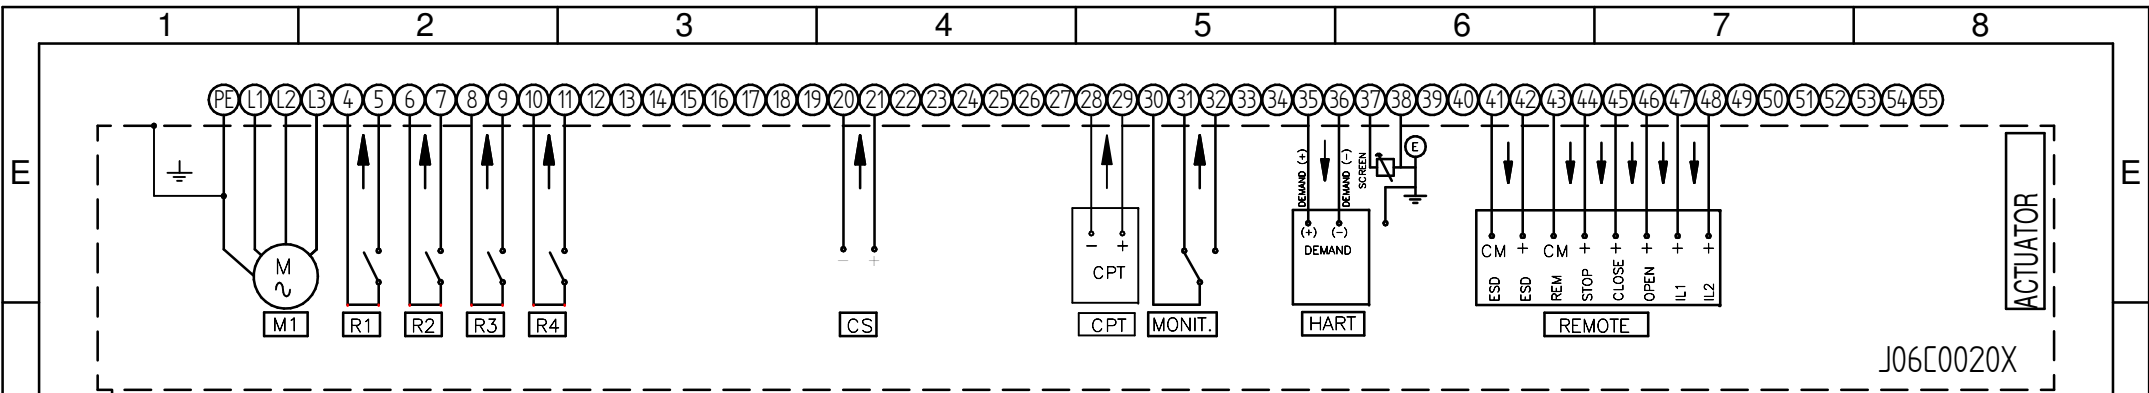 1 2 3 4 5 6 7 8
PE L1 L2 L3 4 5 6 7 8 9 10 11 12 13 14 15 16 17 18 19 20 21 22 23 24 25 26 27 28 29 30 31 32 33 34 35 36 37 38 39 40 41 42 43 44 45 46 47 48 49 50 51 52 53 54 55
E E
DEMAND (+) DEMAND (-) SCREEN E
ACTUATOR
(+) (-)
- + CM + CM + + + + +
M DEMAND
- + CPT
ESD ESD REM STOP CLOSE OPEN IL1 IL2
M1 R1 R2 R3 R4 CS CPT MONIT. HART REMOTE
J06C0020X